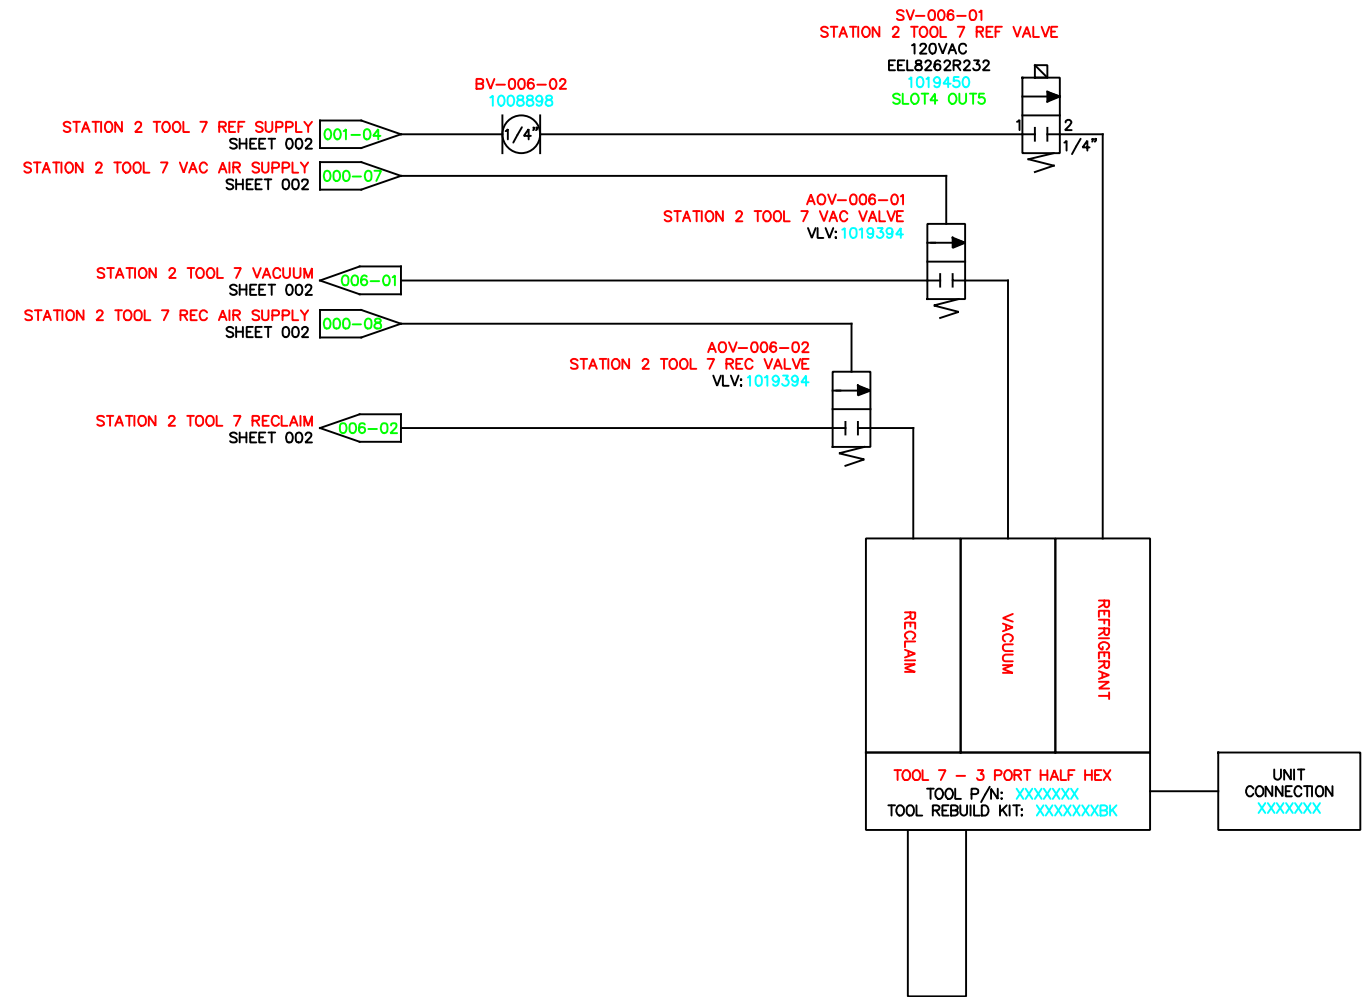 SV-006-01
STATION 2 TOOL 7 REF VALVE
120VAC
EEL8262R232
1019450
SLOT4 OUT5
BV-006-02
1008898
1/4"
STATION 2 TOOL 7 REF SUPPLY
SHEET 002
001-04
1
2
1/4"
STATION 2 TOOL 7 VAC AIR SUPPLY
SHEET 002
000-07
AOV-006-01
STATION 2 TOOL 7 VAC VALVE
VLV: 1019394
STATION 2 TOOL 7 VACUUM
SHEET 002
006-01
STATION 2 TOOL 7 REC AIR SUPPLY
SHEET 002
000-08
AOV-006-02
STATION 2 TOOL 7 REC VALVE
VLV: 1019394
STATION 2 TOOL 7 RECLAIM
SHEET 002
006-02
RECLAIM
VACUUM
REFRIGERANT
TOOL 7 - 3 PORT HALF HEX
TOOL P/N: XXXXXXX
TOOL REBUILD KIT: XXXXXXXBK
UNIT
CONNECTION
XXXXXXX